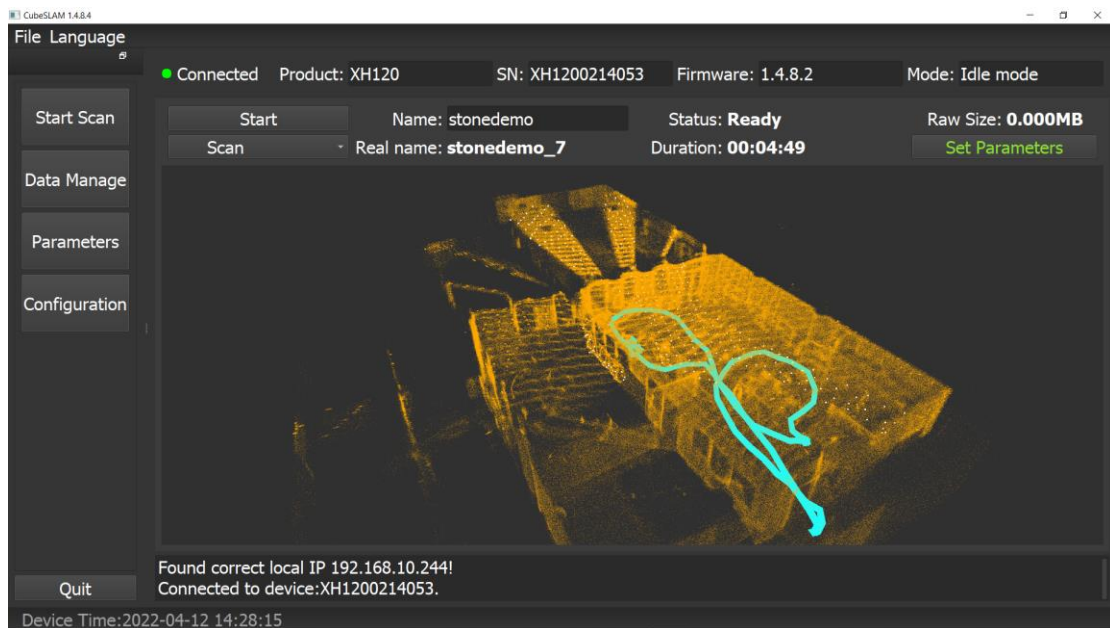 CubeSLAM 1.4.8.4
File Language
Connected Product: XH120 SN: XH1200214053 Firmware: 1.4.8.2 Mode: Idle mode
Start Scan
Data Manage
Parameters
Configuration
Start Name: stonedemo Status: Ready Raw Size: 0.000MB
Scan Real name: stonedemo_7 Duration: 00:04:49 Set Parameters
Found correct local IP 192.168.10.244!
Connected to device:XH1200214053.
Quit
Device Time:2022-04-12 14:28:15